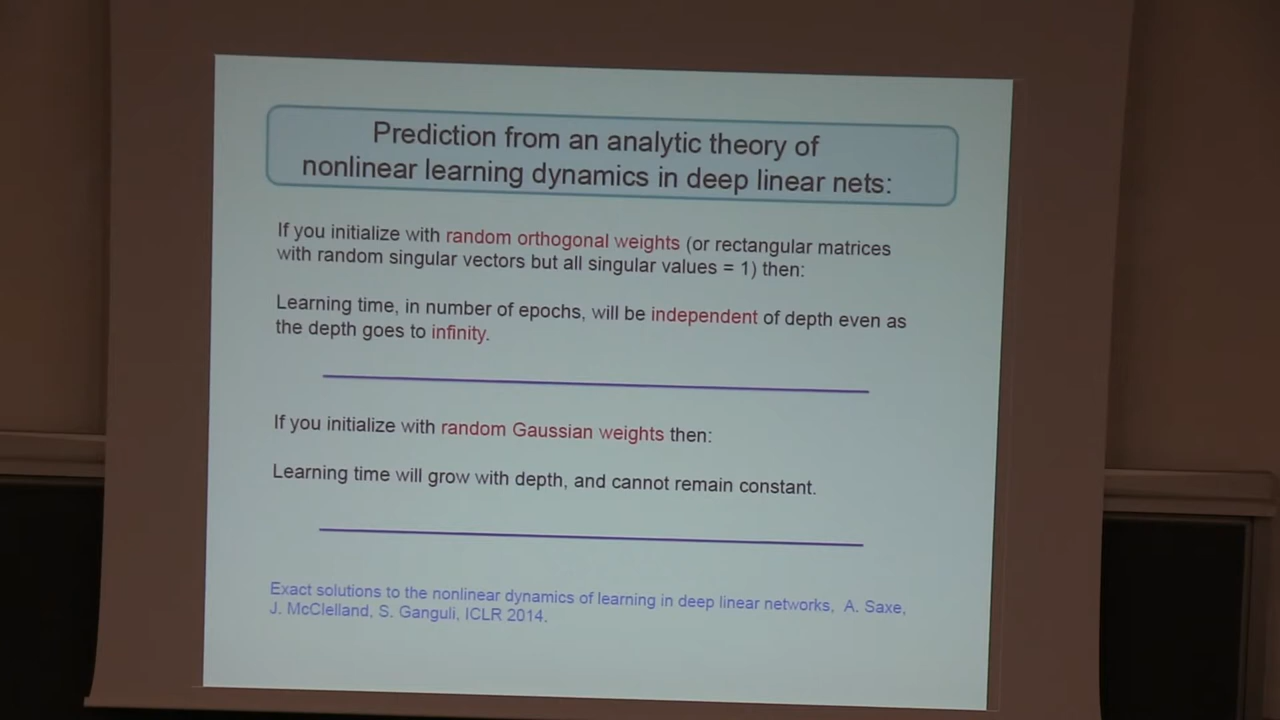 Prediction from an analytic theory of
nonlinear learning dynamics in deep linear nets:
If you initialize with random orthogonal weights (or rectangular matrices
with random singular vectors but all singular values = 1) then:
Learning time, in number of epochs, will be independent of depth even as
the depth goes to infinity.
If you initialize with random Gaussian weights then:
Learning time will grow with depth, and cannot remain constant.
Exact solutions to the nonlinear dynamics of learning in deep linear networks, A. Saxe,
J. McClelland, S. Ganguli, ICLR 2014.